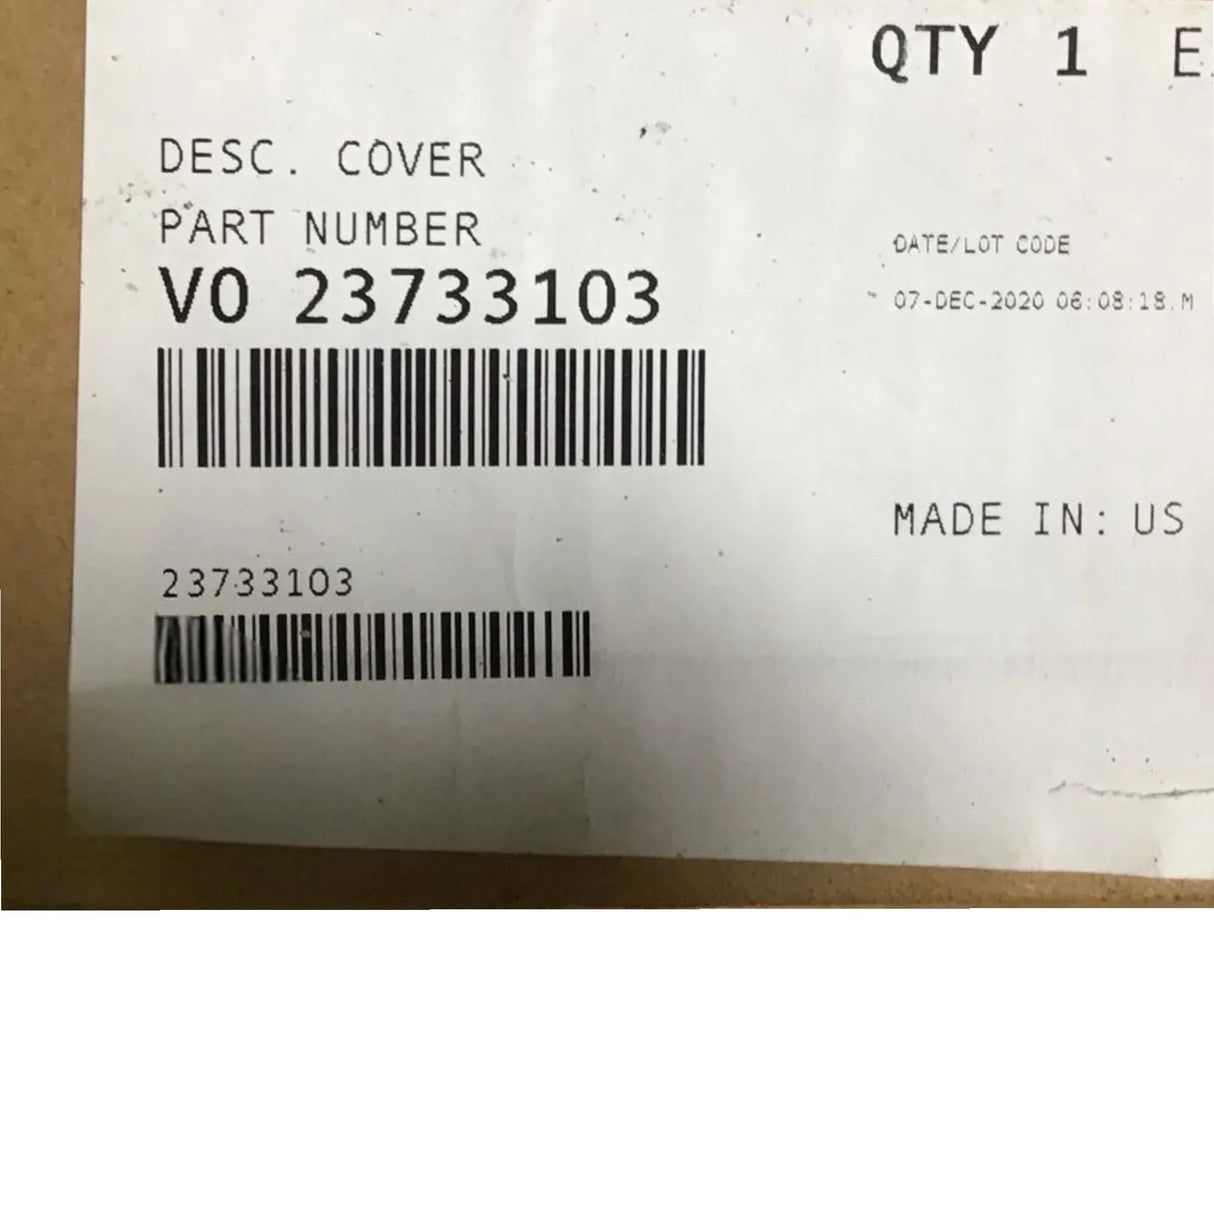 QTY 1 E
DESC. COVER
PART NUMBER
VO 23733103
DATE/LOT CODE
07-DEC-2020 06:08:18.M
MADE IN: US
23733103